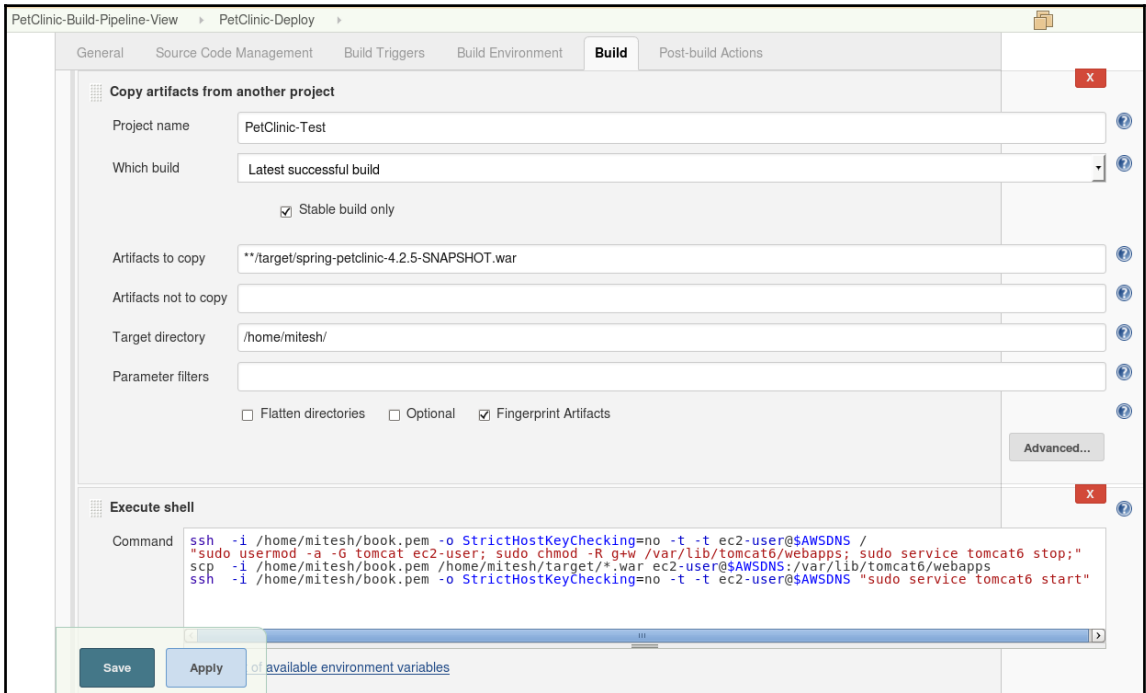 PetClinic-Build-Pipeline-View PetClinic-Deploy
General Source Code Management Build Triggers Build Environment Build Post-build Actions
X
Copy artifacts from another project
Project name PetClinic-Test
Which build Latest successful build
Stable build only
Artifacts to copy **/target/spring-petclinic-4.2.5-SNAPSHOT.war
Artifacts not to copy
Target directory /home/mitesh/
Parameter filters
Flatten directories Optional Fingerprint Artifacts
Advanced...
X
Execute shell
Command ssh -i /home/mitesh/book.pem -o StrictHostKeyChecking=no -t -t ec2-user@$AWSDNS /
"sudo usermod -a -G tomcat ec2-user; sudo chmod -R g+w /var/lib/tomcat6/webapps; sudo service tomcat6 stop;"
scp -i /home/mitesh/book.pem /home/mitesh/target/*.war ec2-user@$AWSDNS:/var/lib/tomcat6/webapps
ssh -i /home/mitesh/book.pem -o StrictHostKeyChecking=no -t -t ec2-user@$AWSDNS "sudo service tomcat6 start"
Save Apply of available environment variables